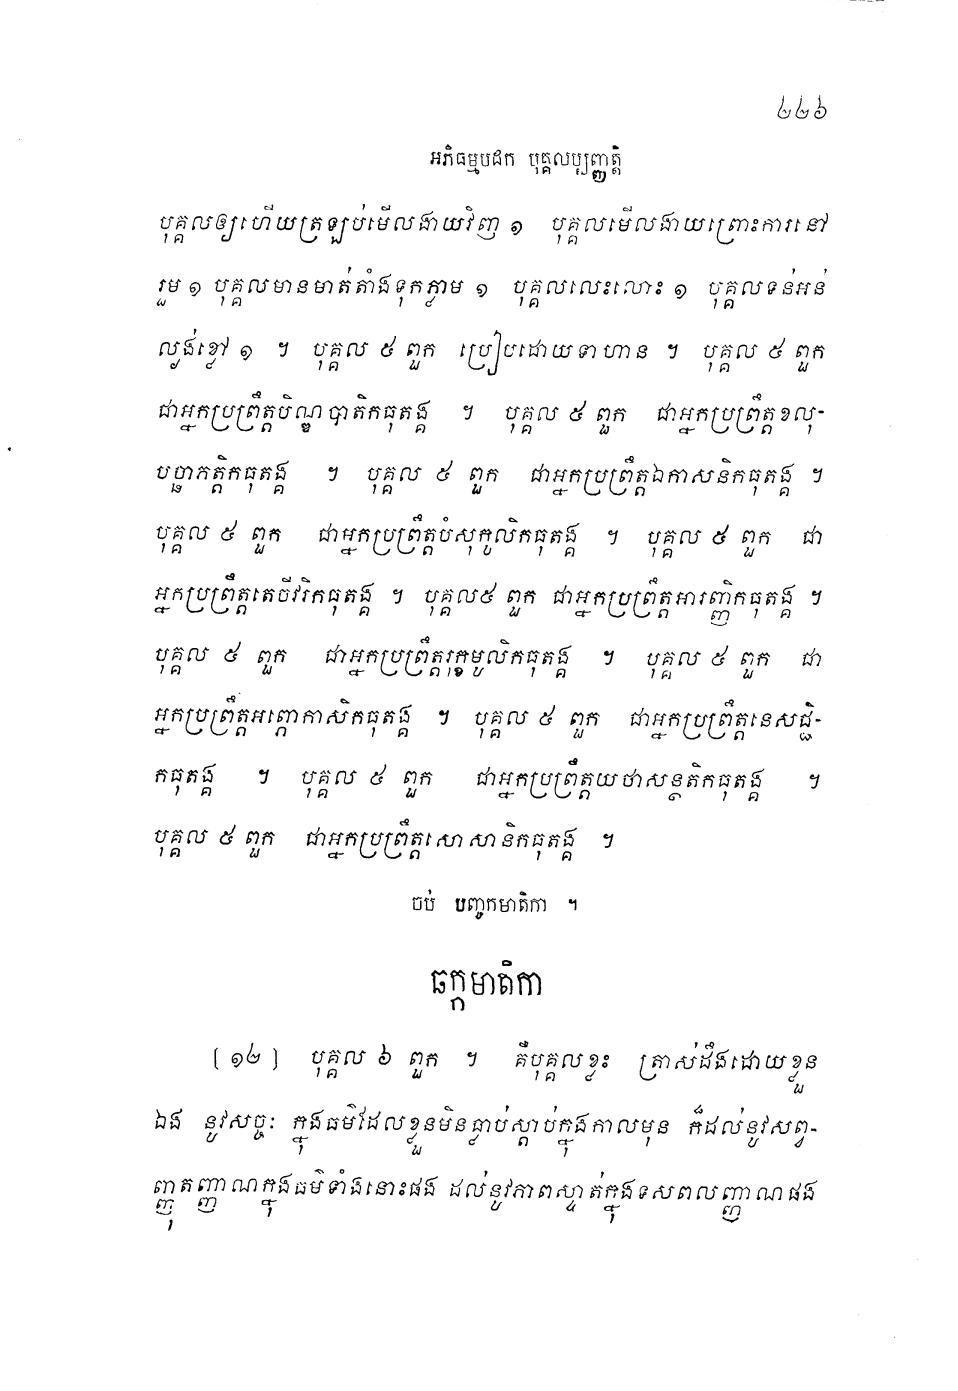 ២២៦
អភិធម្មបិដក បុគ្គលប្បញ្ញត្តិ
បុគ្គលឲ្យហើយត្រឡប់មើលងាយវិញ ១ បុគ្គលមើលងាយព្រោះការនៅ
រួម ១ បុគ្គលមានមាត់តាំងទុកភ្លាម ១ បុគ្គលលេះលោះ ១ បុគ្គលទន់អន់
ល្ងង់ខ្លៅ ១ ។ បុគ្គល ៥ ពួក ប្រៀបដោយទាហាន ។ បុគ្គល ៥ ពួក
ជាអ្នកប្រព្រឹត្តបិណ្ឌបាតិកធុតង្គ ។ បុគ្គល ៥ ពួក ជាអ្នកប្រព្រឹត្តខលុ-
បច្ឆាភត្តិកធុតង្គ ។ បុគ្គល ៥ ពួក ជាអ្នកប្រព្រឹត្តឯកាសនិកធុតង្គ ។
បុគ្គល ៥ ពួក ជាអ្នកប្រព្រឹត្តបំសុកូលិកធុតង្គ ។ បុគ្គល ៥ ពួក ជា
អ្នកប្រព្រឹត្តតេចីវរិកធុតង្គ ។ បុគ្គល៥ ពួក ជាអ្នកប្រព្រឹត្តអារញ្ញិកធុតង្គ ។
បុគ្គល ៥ ពួក ជាអ្នកប្រព្រឹត្តរុក្ខមូលិកធុតង្គ ។ បុគ្គល ៥ ពួក ជា
អ្នកប្រព្រឹត្តអព្ភោកាសិកធុតង្គ ។ បុគ្គល ៥ ពួក ជាអ្នកប្រព្រឹត្តនេសជ្ជិ-
កធុតង្គ ។ បុគ្គល ៥ ពួក ជាអ្នកប្រព្រឹត្តយថាសន្ថតិកធុតង្គ ។
បុគ្គល ៥ ពួក ជាអ្នកប្រព្រឹត្តសោសានិកធុតង្គ ។
ចប់ បញ្ចកមាតិកា ។
ឆក្កមាតិកា
[ ១២ ] បុគ្គល ៦ ពួក ។ គឺបុគ្គលខ្លះ ត្រាស់ដឹងដោយខ្លួន
ឯង នូវសច្ចៈ ក្នុងធម៌ដែលខ្លួនមិនធ្លាប់ស្តាប់ក្នុងកាលមុន ក៏ដល់នូវសព្វ-
ញ្ញុតញ្ញាណក្នុងធម៌ទាំងនោះផង ដល់នូវភាពស្ទាត់ក្នុងទសពលញ្ញាណផង